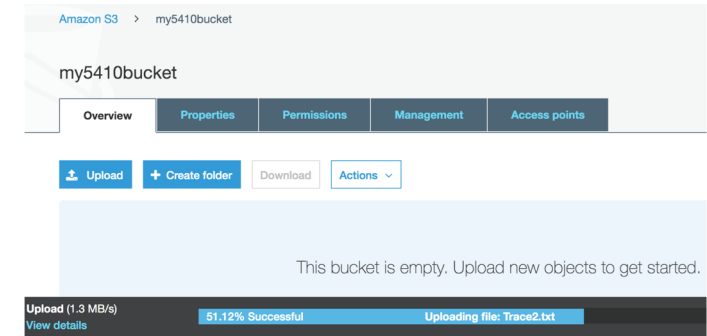 Amazon S3 > my5410bucket
my5410bucket
Overview Properties Permissions Management Access points
Upload + Create folder Download Actions
This bucket is empty. Upload new objects to get started.
Upload (1.3 MB/s)
51.12% Successful Uploading file: Trace2.txt
View details